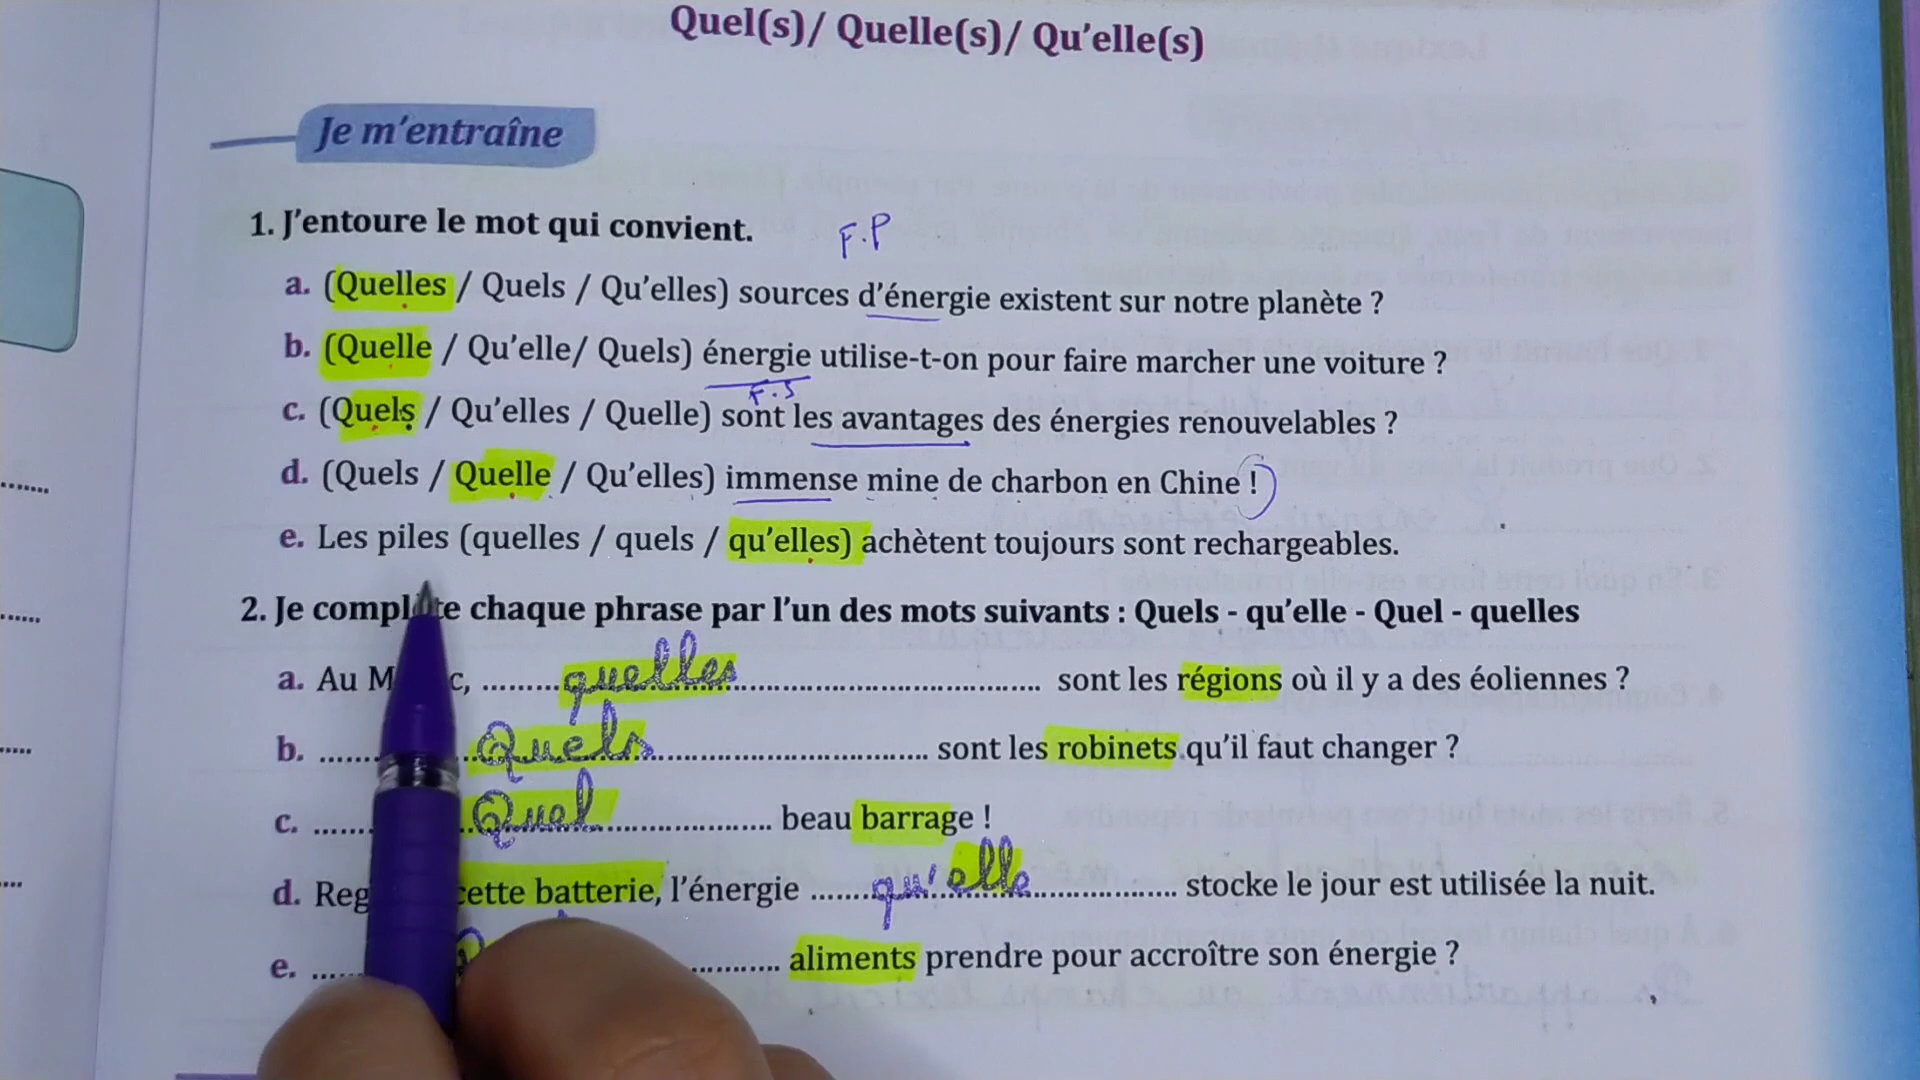 Quel(s)/ Quelle(s)/ Qu'elle(s)
Je m'entraîne
1. J'entoure le mot qui convient.
F.P
a. (Quelles / Quels / Qu'elles) sources d'énergie existent sur notre planète ?
b. (Quelle / Qu'elle/ Quels) énergie utilise-t-on pour faire marcher une voiture ?
F.S
c. (Quels / Qu'elles / Quelle) sont les avantages des énergies renouvelables ?
d. (Quels / Quelle / Qu'elles) immense mine de charbon en Chine !
e. Les piles (quelles / quels / qu'elles) achètent toujours sont rechargeables.
2. Je complète chaque phrase par l'un des mots suivants : Quels - qu'elle - Quel - quelles
a. Au M c, ........quelles.............................. sont les régions où il y a des éoliennes ?
b. ......Quels.............................. sont les robinets qu'il faut changer ?
c. ......Quel.................... beau barrage !
d. Reg cette batterie, l'énergie .......qu'elle................ stocke le jour est utilisée la nuit.
e. ..... .......... aliments prendre pour accroître son énergie ?